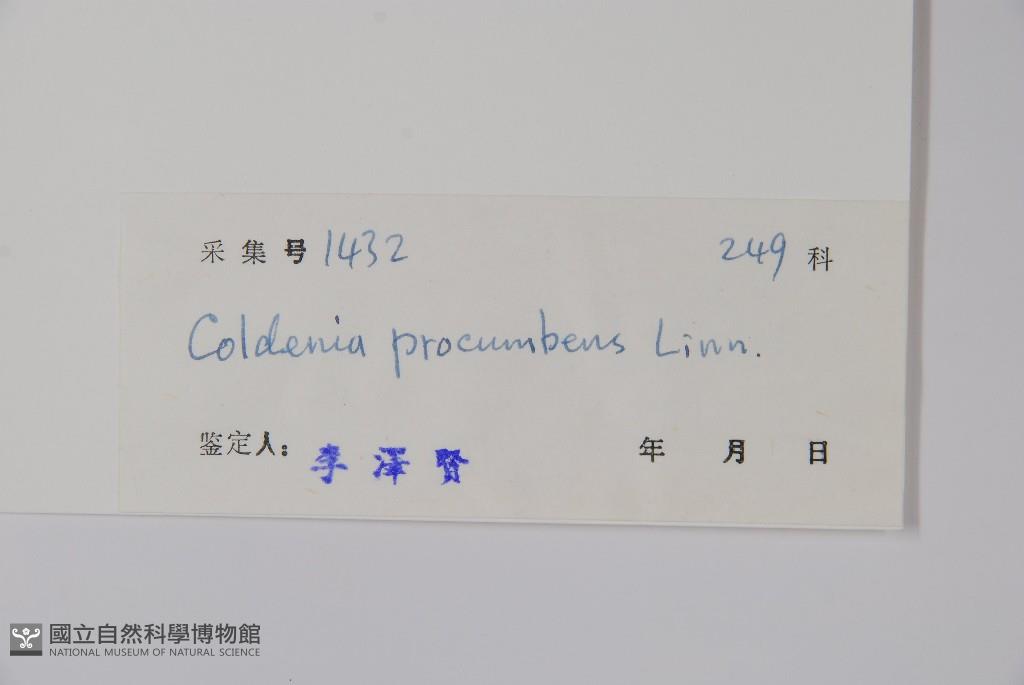 采集号 1432 249 科
Coldenia procumbens Linn.
鉴定人: 李澤贤 年 月 日
國立自然科學博物館
NATIONAL MUSEUM OF NATURAL SCIENCE